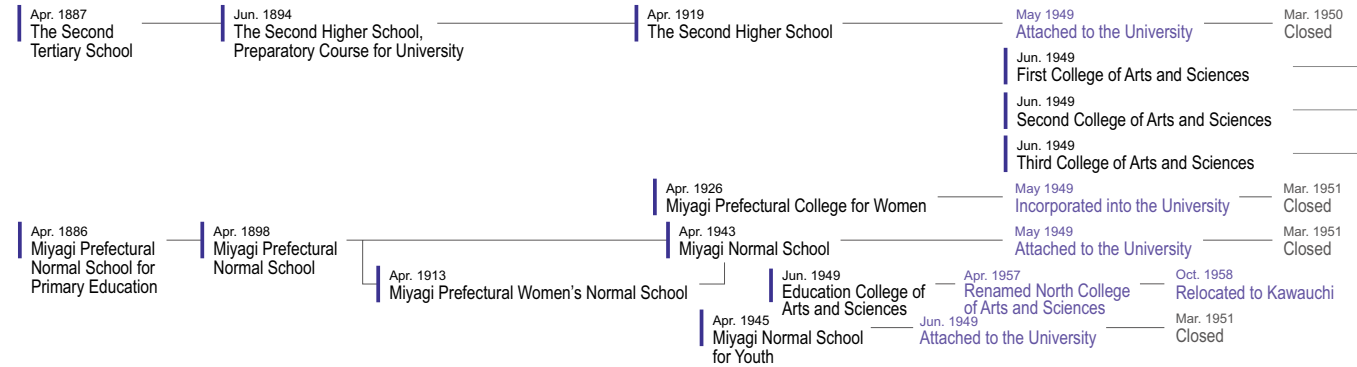 Apr. 1887
The Second
Tertiary School
Jun. 1894
The Second Higher School,
Preparatory Course for University
Apr. 1919
The Second Higher School
May 1949
Attached to the University
Mar. 1950
Closed
Jun. 1949
First College of Arts and Sciences
Jun. 1949
Second College of Arts and Sciences
Jun. 1949
Third College of Arts and Sciences
Apr. 1926
Miyagi Prefectural College for Women
May 1949
Incorporated into the University
Mar. 1951
Closed
Apr. 1886
Miyagi Prefectural
Normal School for
Primary Education
Apr. 1898
Miyagi Prefectural
Normal School
Apr. 1943
Miyagi Normal School
May 1949
Attached to the University
Mar. 1951
Closed
Apr. 1913
Miyagi Prefectural Women's Normal School
Jun. 1949
Education College of
Arts and Sciences
Apr. 1957
Renamed North College
of Arts and Sciences
Oct. 1958
Relocated to Kawauchi
Apr. 1945
Miyagi Normal School
for Youth
Jun. 1949
Attached to the University
Mar. 1951
Closed